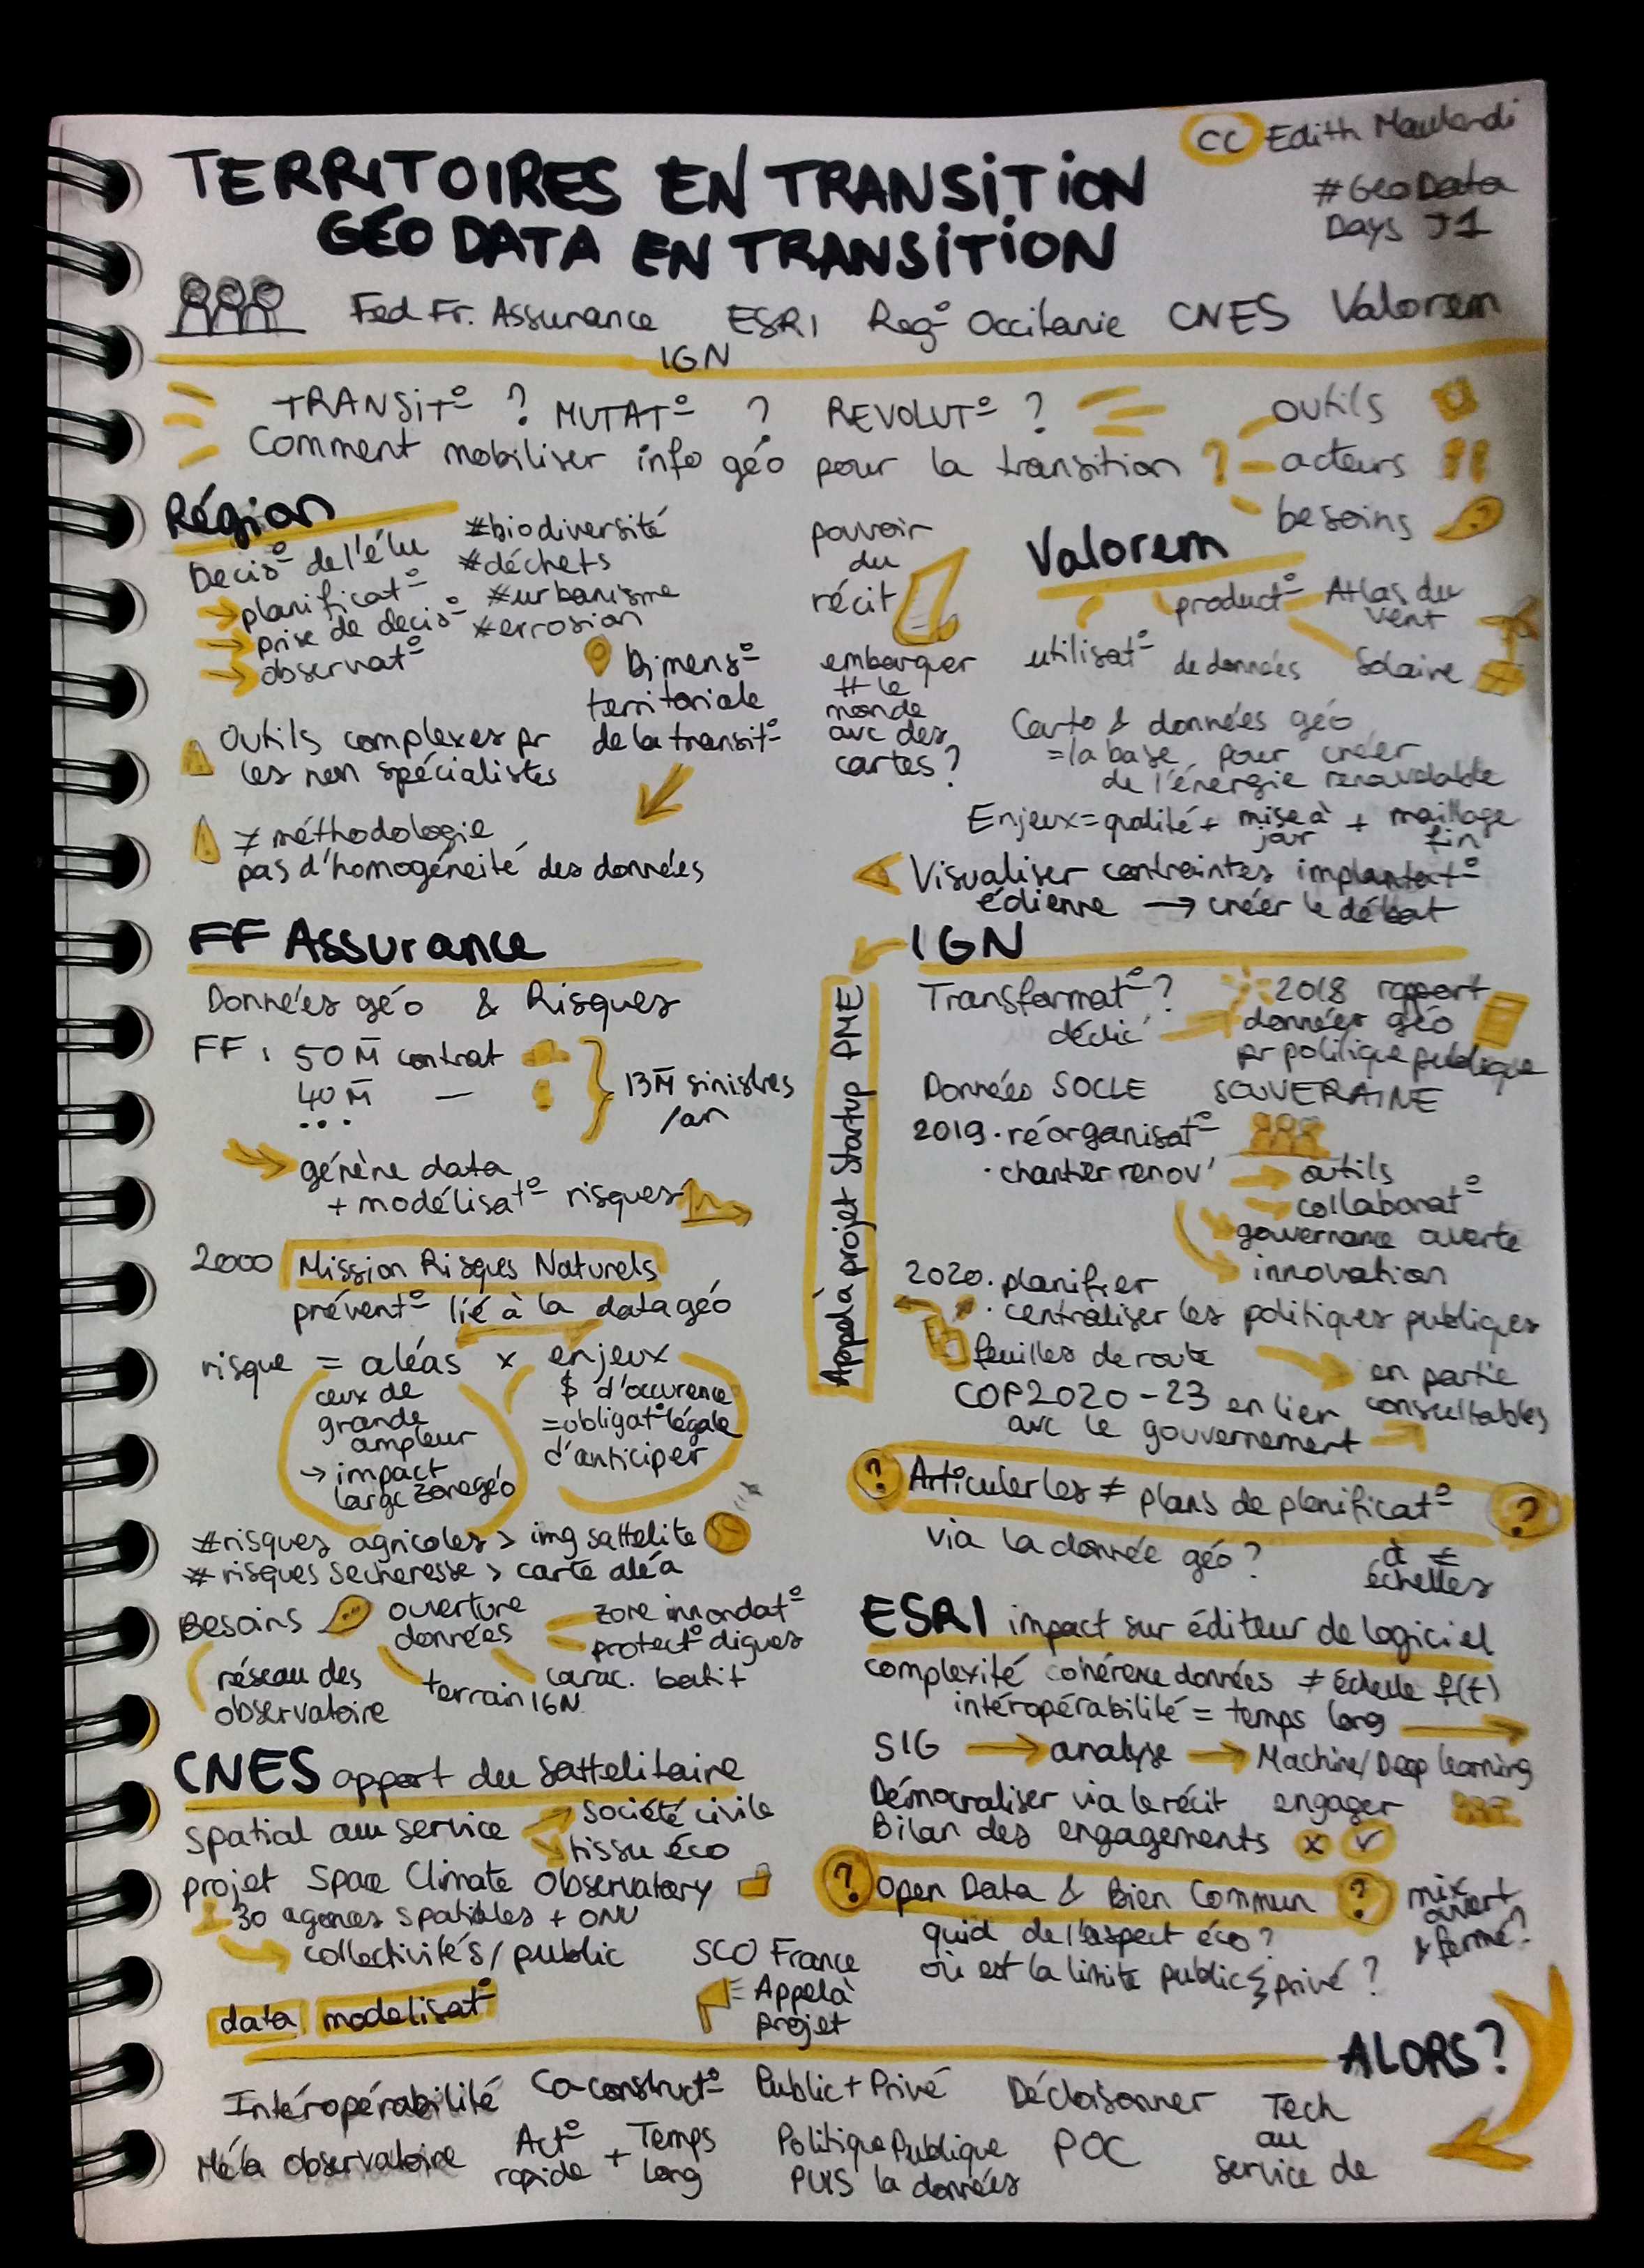 CC Edith Maulandi
#GeoData
Days J1
TERRITOIRES EN TRANSITION
GÉO DATA EN TRANSITION
Fed Fr. Assurance ESRI Reg° Occitanie CNES Valorem
IGN
TRANSIT° ? MUTAT° ? REVOLUT° ?
Comment mobiliser info géo pour la transition ?
outils
acteurs
besoins
Région
Decis° de l'élu
→ planificat°
→ prise de decis°
→ observat°
#biodiversité
#déchets
#urbanisme
#errosion
Dimens°
territoriale
de la transit°
Outils complexes pr
les non spécialistes
≠ méthodologie
pas d'homogénéité des données
pouvoir
du
récit
embarquer
tt le
monde
avc des
cartes ?
Valorem
product° Atlas du
vent
utilisat° de données Solaire
Carto & données géo
= la base pour créer
de l'énergie renouvelable
Enjeux = qualité + mise à jour + maillage fin
Visualiser contraintes implantat°
éolienne → créer le débat
FF Assurance
Données géo & Risques
FF : 50 M contrat
40 M —
...
13M sinistres
/an
génène data
+ modélisat° risques
2000 Mission Risques Naturels
prévent° lié à la data géo
risque = aléas x enjeux
ceux de
grande
ampleur
→ impact
large zone géo
$ d'occurence
= obligat° légale
d'anticiper
#risques agricoles > img sattelite
# risques secheresse > carte aléa
Besoins
ouverture
données
zone innondat°
protect° digues
carac. batit
terrain IGN
réseau des
observatoire
CNES apport du sattelitaire
spatial au service
société civile
tissu éco
projet Space Climate Observatory
30 agences spatiales + ONU
collectivités / public
data modelisat°
SCO France
Appel à
projet
Appel à projet Startup PME
IGN
Transformat° ?
déclic
2018 rapport
données géo
pr politique publique
Données SOCLE SOUVERAINE
2019 . réorganisat°
. chantier renov'
outils
collaborat°
gouvernance ouverte
innovation
2020 . planifier
. centraliser les politiques publiques
feuilles de route
en partie
consultables
COP2020-23 en lien
avc le gouvernement
? Articuler les ≠ plans de planificat° ?
via la donnée géo ?
à ≠
échelles
ESRI impact sur éditeur de logiciel
complexité cohérence données ≠ échelle f(t)
intéropérabilité = temps long
SIG → analyse → Machine/Deep learning
Démocratiser via le récit engager
Bilan des engagements x ✓
? Open Data & Bien Commun ?
mix
ouvert
& fermé ?
quid de l'aspect éco ?
où est la limite public privé ?
ALORS ?
Intéropérabilité Co-construct° Public + Privé Décloisonner
Tech
au
service de
Méta observatoire
Act°
rapide + Temps
long
Politique Publique
PUIS la données
POC